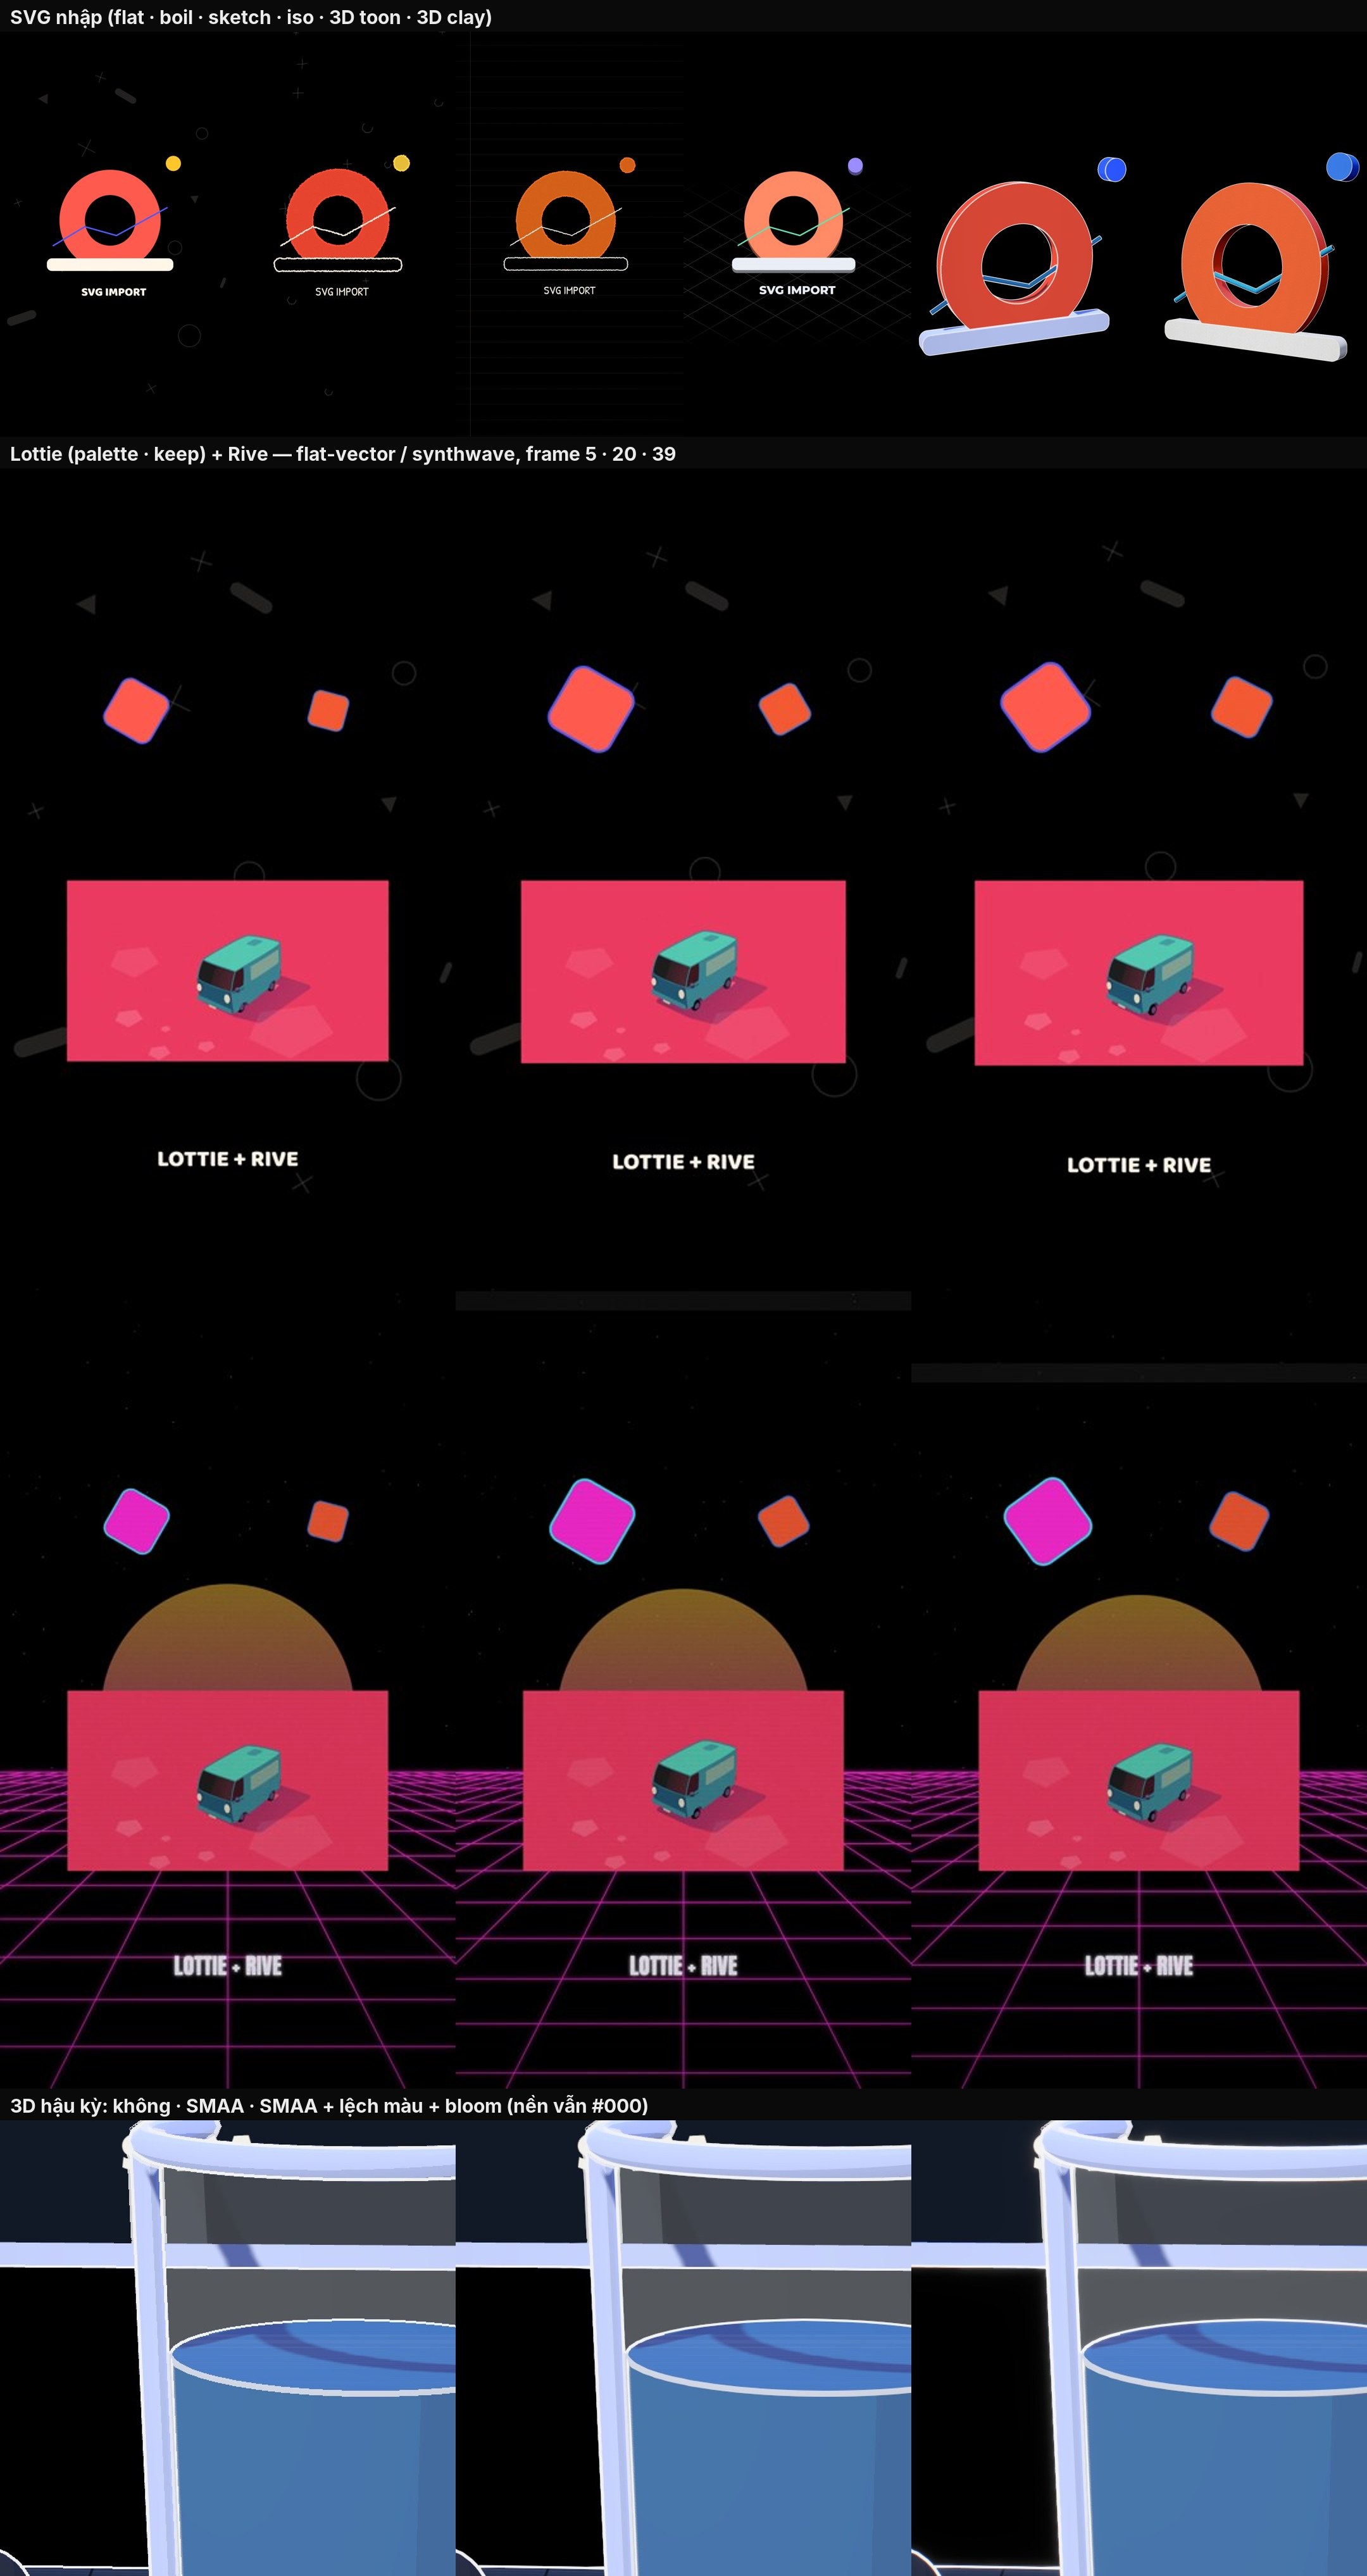 SVG nhập (flat · boil · sketch · iso · 3D toon · 3D clay)
SVG IMPORT
SVG IMPORT
SVG IMPORT
SVG IMPORT
Lottie (palette · keep) + Rive — flat-vector / synthwave, frame 5 · 20 · 39
LOTTIE + RIVE
LOTTIE + RIVE
LOTTIE + RIVE
LOTTIE + RIVE
LOTTIE + RIVE
LOTTIE + RIVE
3D hậu kỳ: không · SMAA · SMAA + lệch màu + bloom (nền vẫn #000)